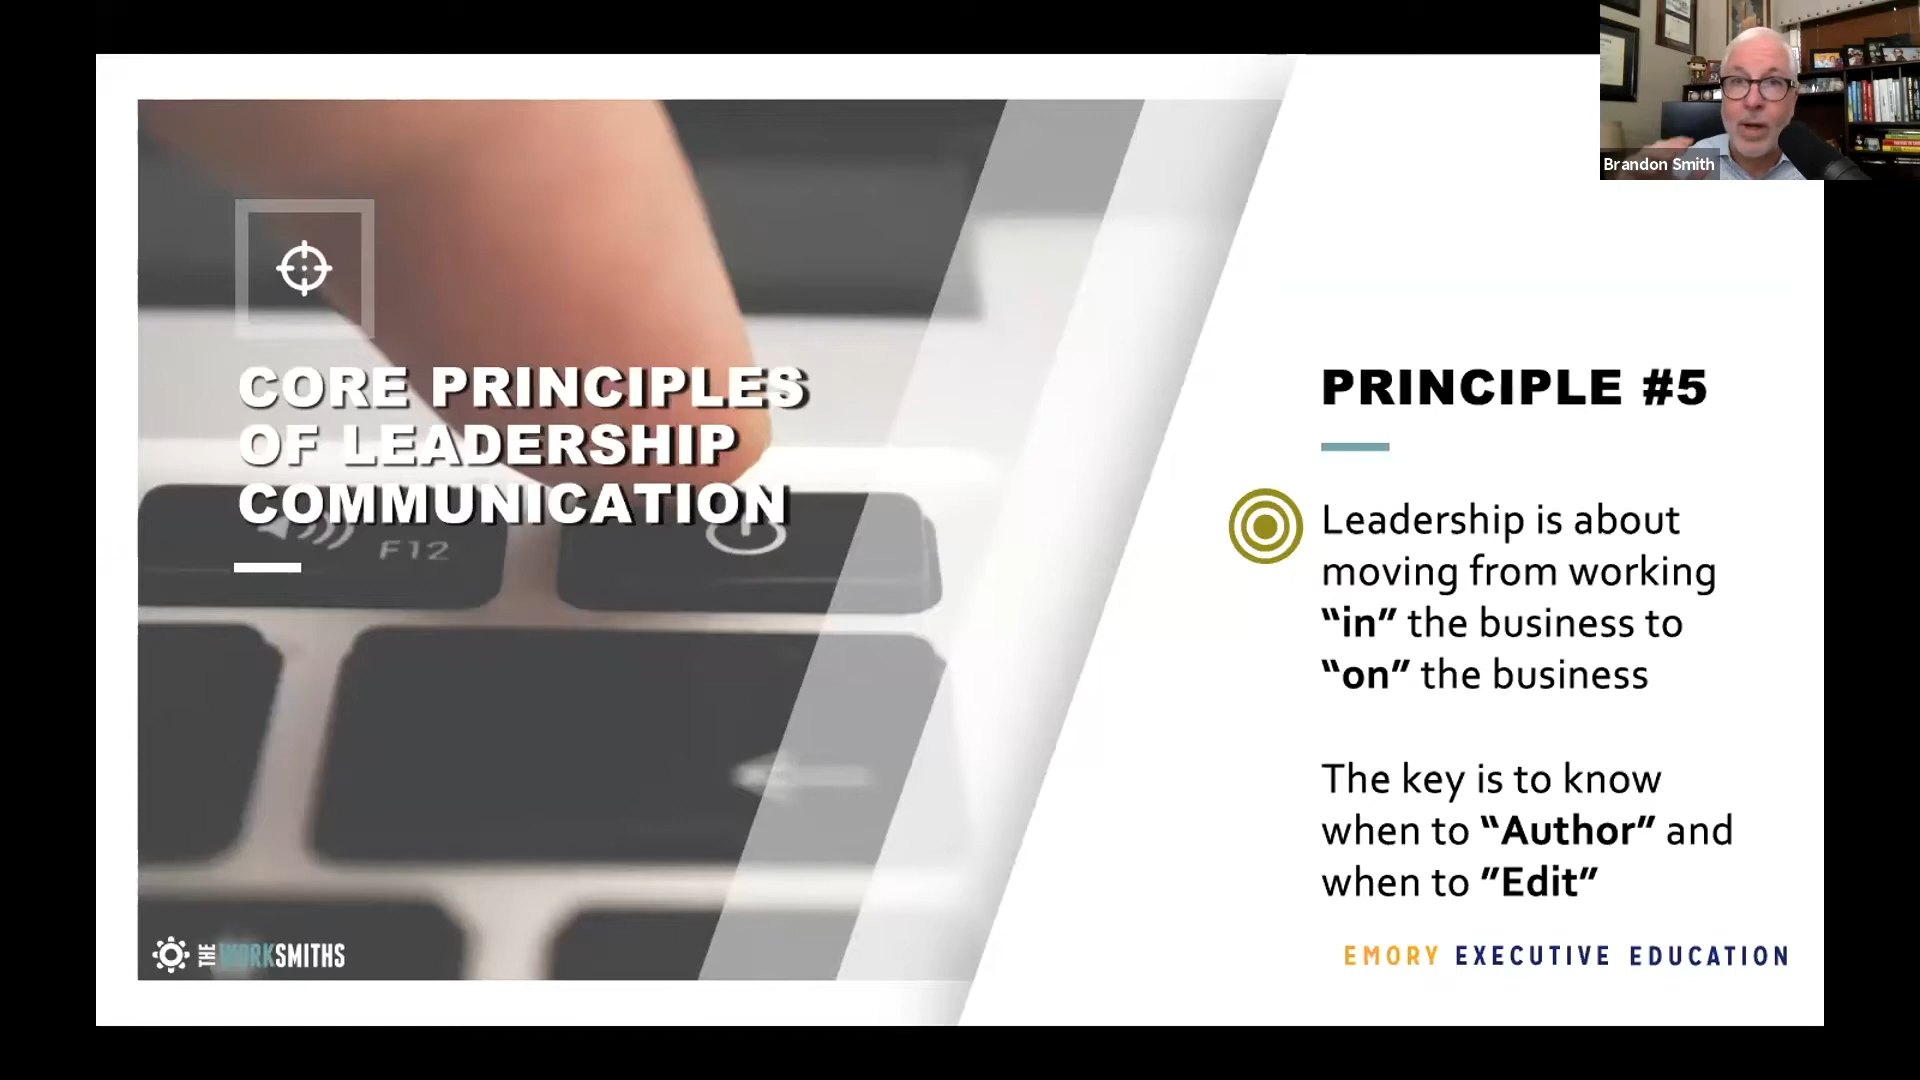 Brandon Smith
CORE PRINCIPLES
OF LEADERSHIP
COMMUNICATION
F12
THE WORKSMITHS
PRINCIPLE #5
Leadership is about
moving from working
“in” the business to
“on” the business
The key is to know
when to “Author” and
when to ”Edit”
EMORY EXECUTIVE EDUCATION